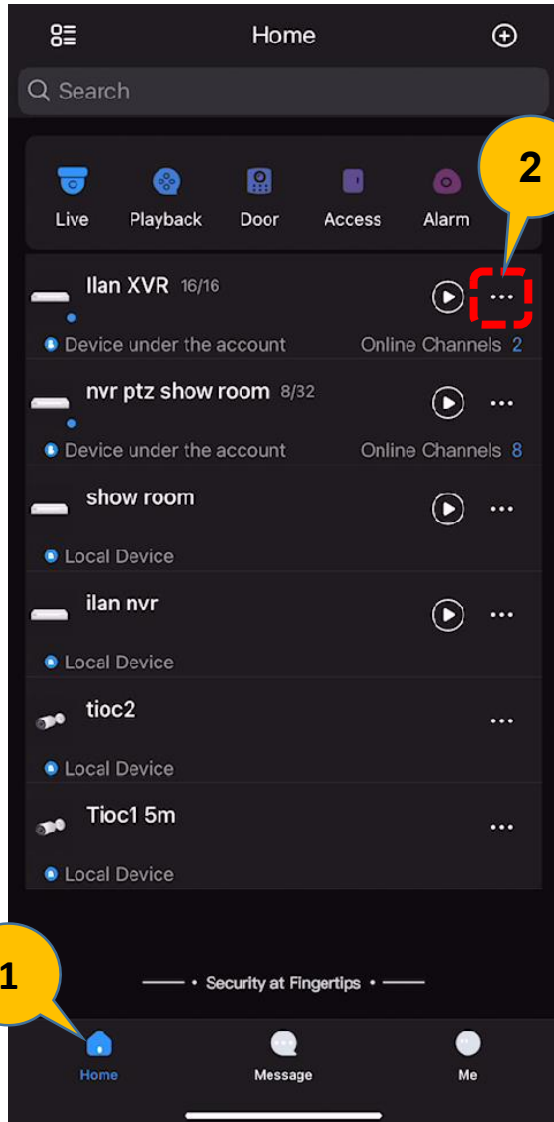 Home
Search
2
Live Playback Door Access Alarm
Ilan XVR 16/16
Device under the account Online Channels 2
nvr ptz show room 8/32
Device under the account Online Channels 8
show room
Local Device
ilan nvr
Local Device
tioc2
Local Device
Tioc1 5m
Local Device
1
Security at Fingertips
Home Message Me